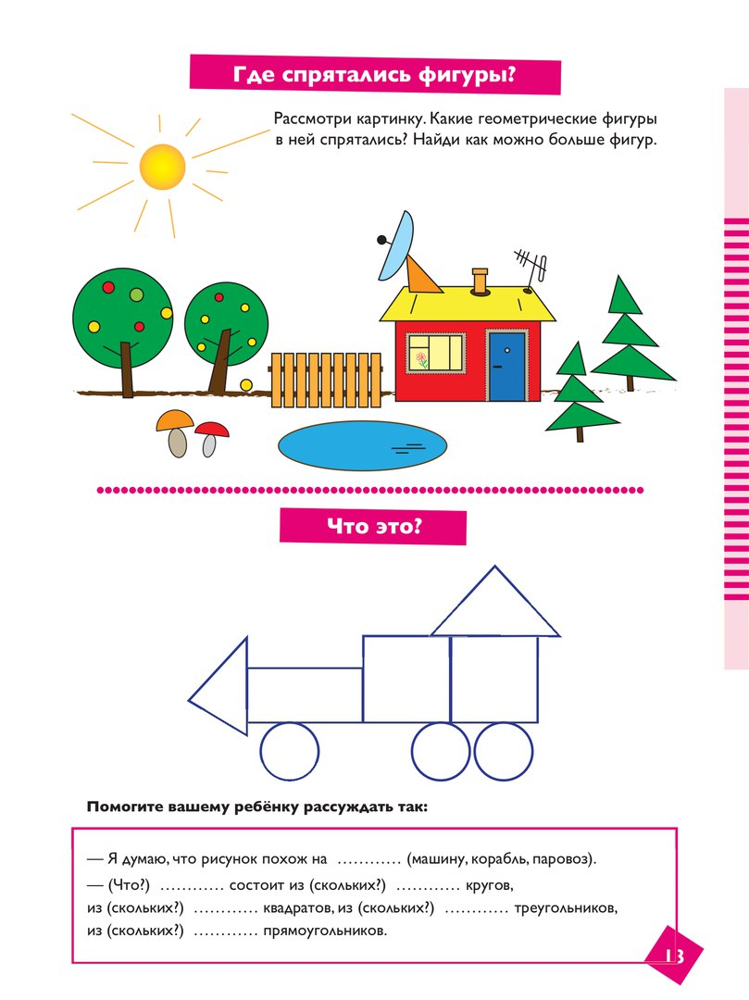 Где спрятались фигуры?
Рассмотри картинку. Какие геометрические фигуры
в ней спрятались? Найди как можно больше фигур.
Что это?
Помогите вашему ребёнку рассуждать так:
— Я думаю, что рисунок похож на ............ (машину, корабль, паровоз).
— (Что?) ............ состоит из (скольких?) ............ кругов,
из (скольких?) ............ квадратов, из (скольких?) ............ треугольников,
из (скольких?) ............ прямоугольников.
13